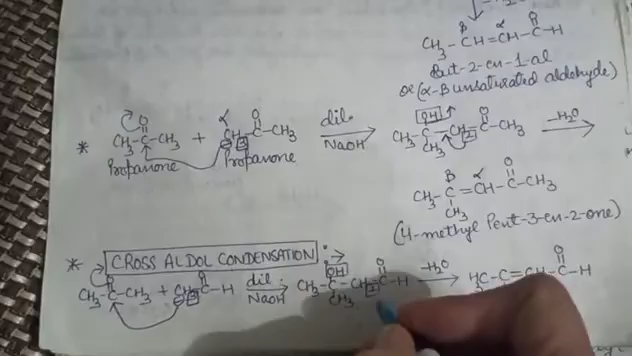 β α O
CH₃-CH=CH-C-H
But-2-en-1-al
or (α-β unsaturated aldehyde)
* CH₃-C-CH₃ + CH₃-C-CH₃ dil. NaOH CH₃-C-CH₂-C-CH₃ -H₂O
O α O OH CH₃ O
Propanone Propanone
β α O
CH₃-C=CH-C-CH₃
CH₃
(4-methyl Pent-3-en-2-one)
* CROSS ALDOL CONDENSATION :
O O OH O O
CH₃-C-CH₃ + CH₃-C-H dil. NaOH CH₃-C-CH₂-C-H -H₂O H₃C-C=CH-C-H
CH₃